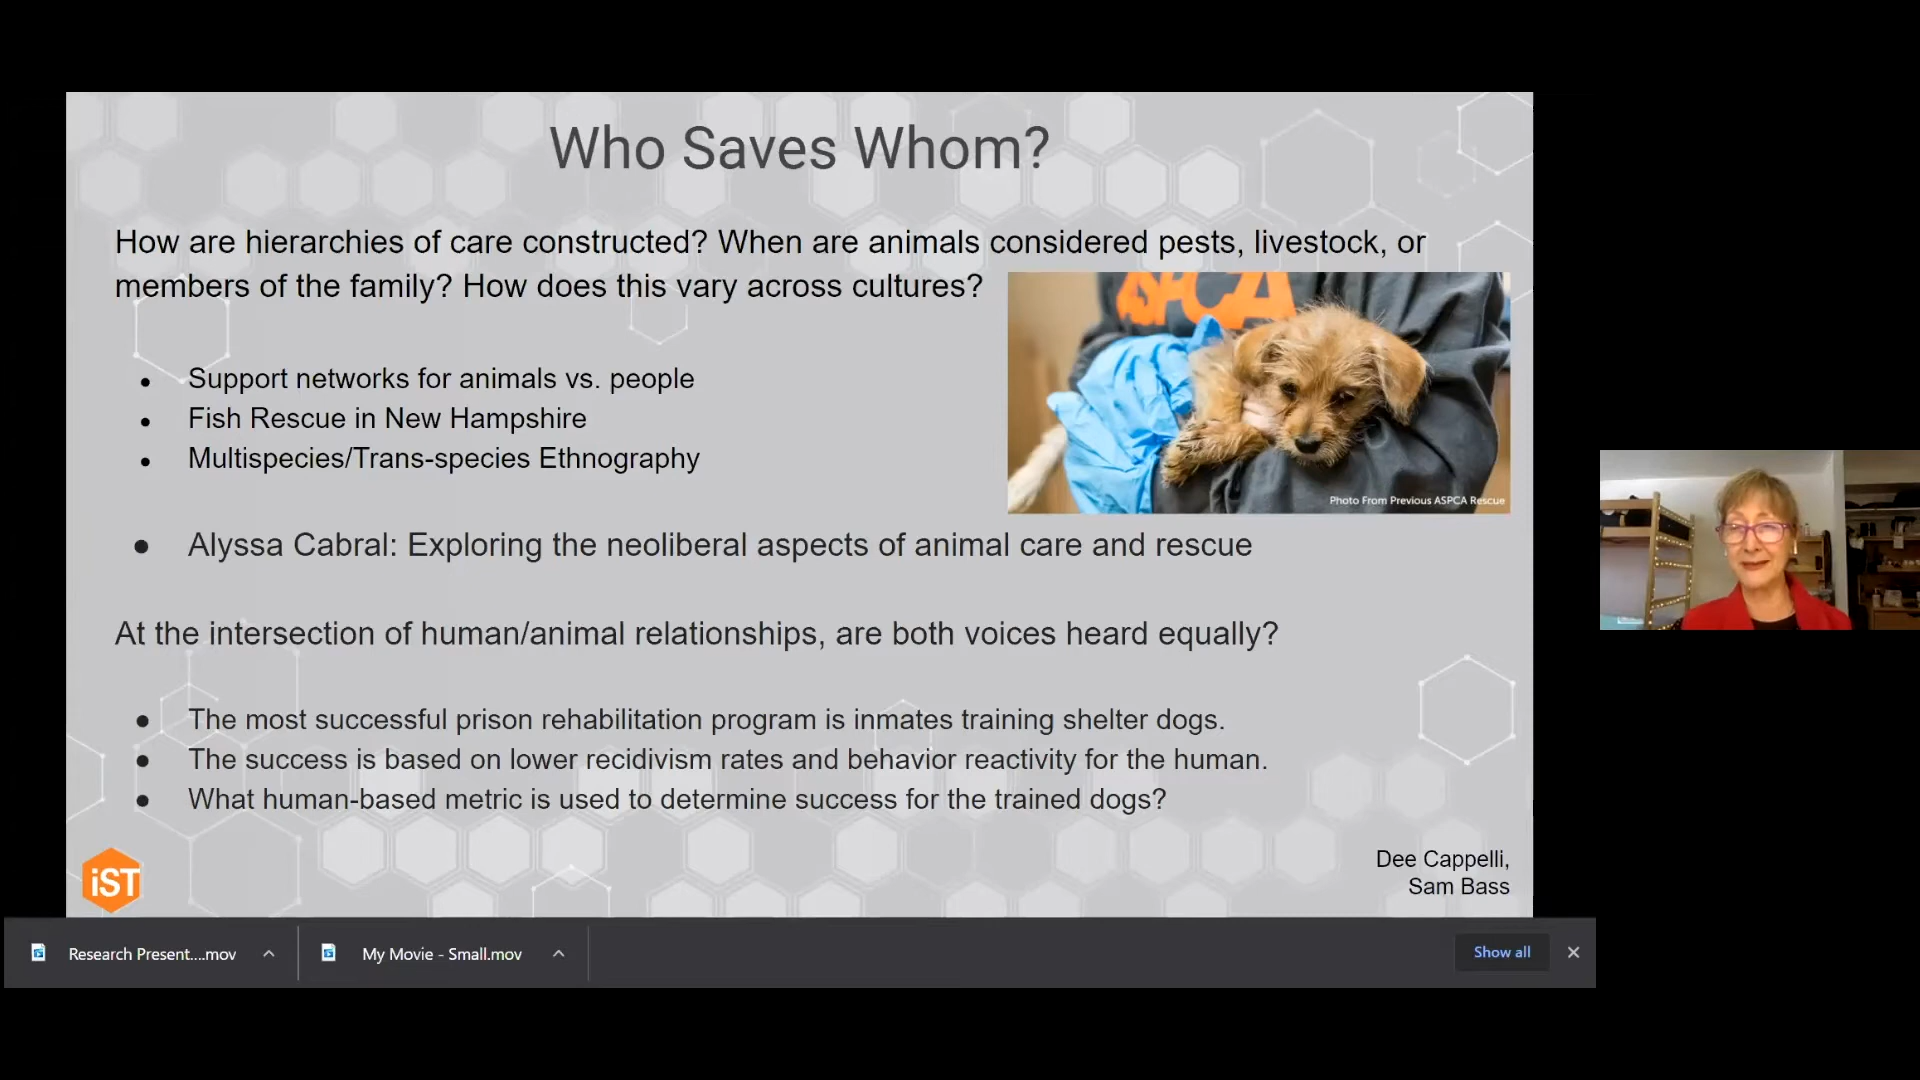 Who Saves Whom?
How are hierarchies of care constructed? When are animals considered pests, livestock, or
members of the family? How does this vary across cultures?
ASPCA
Photo From Previous ASPCA Rescue
● Support networks for animals vs. people
● Fish Rescue in New Hampshire
● Multispecies/Trans-species Ethnography
● Alyssa Cabral: Exploring the neoliberal aspects of animal care and rescue
At the intersection of human/animal relationships, are both voices heard equally?
● The most successful prison rehabilitation program is inmates training shelter dogs.
● The success is based on lower recidivism rates and behavior reactivity for the human.
● What human-based metric is used to determine success for the trained dogs?
iST
Dee Cappelli,
Sam Bass
Research Present....mov
My Movie - Small.mov
Show all